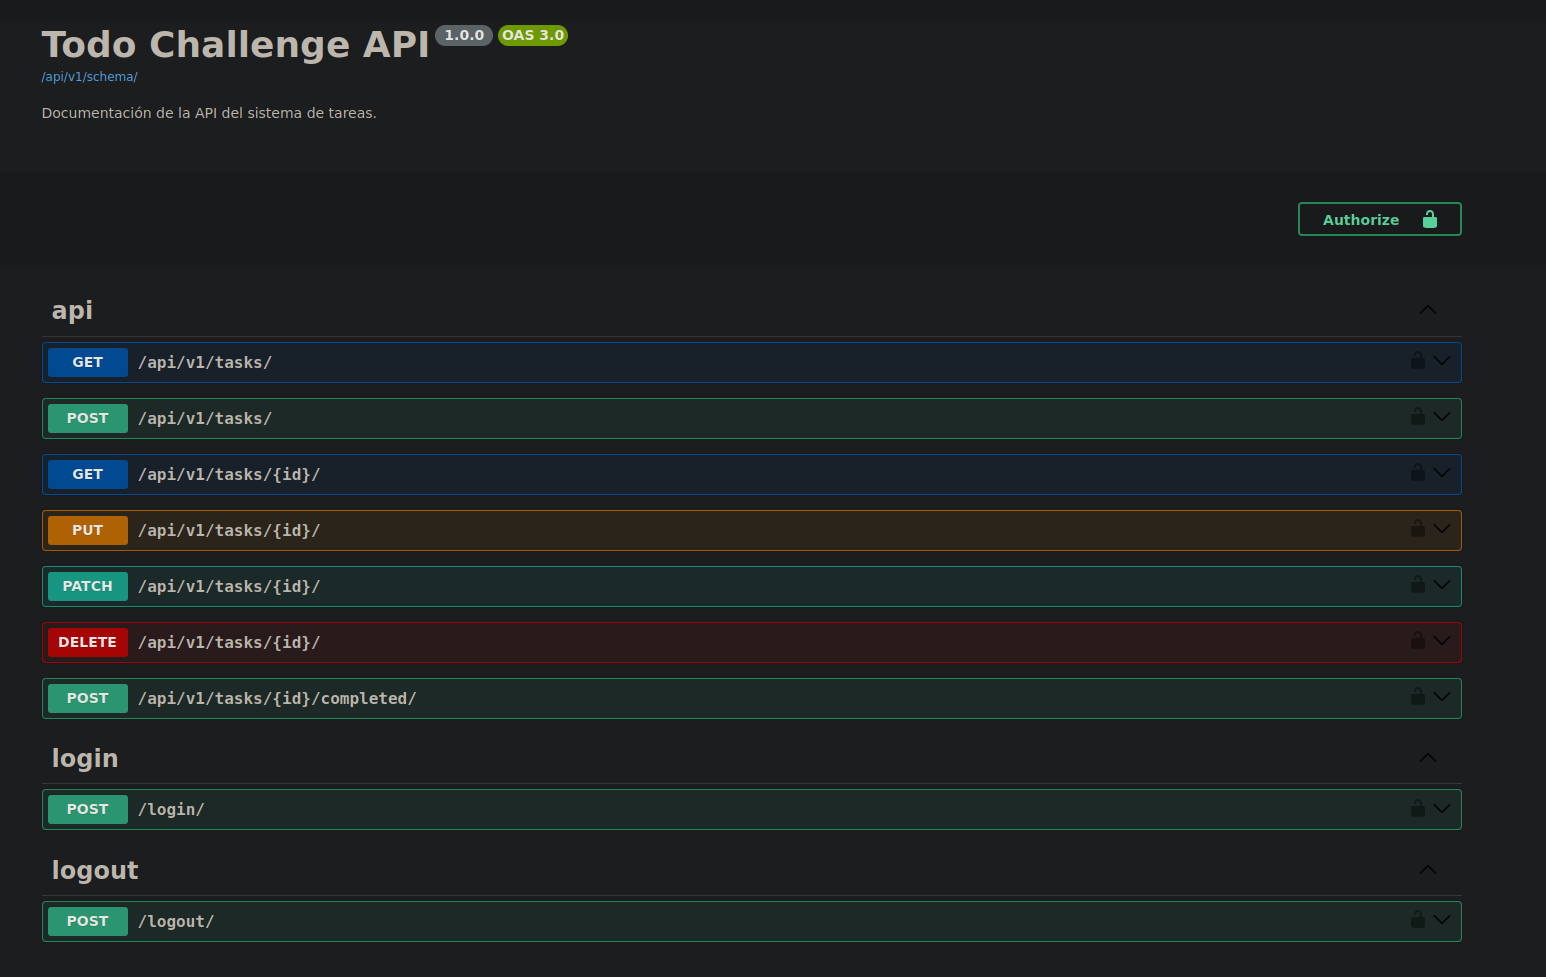 Todo Challenge API 1.0.0 OAS 3.0
/api/v1/schema/
Documentación de la API del sistema de tareas.
Authorize
api
GET /api/v1/tasks/
POST /api/v1/tasks/
GET /api/v1/tasks/{id}/
PUT /api/v1/tasks/{id}/
PATCH /api/v1/tasks/{id}/
DELETE /api/v1/tasks/{id}/
POST /api/v1/tasks/{id}/completed/
login
POST /login/
logout
POST /logout/